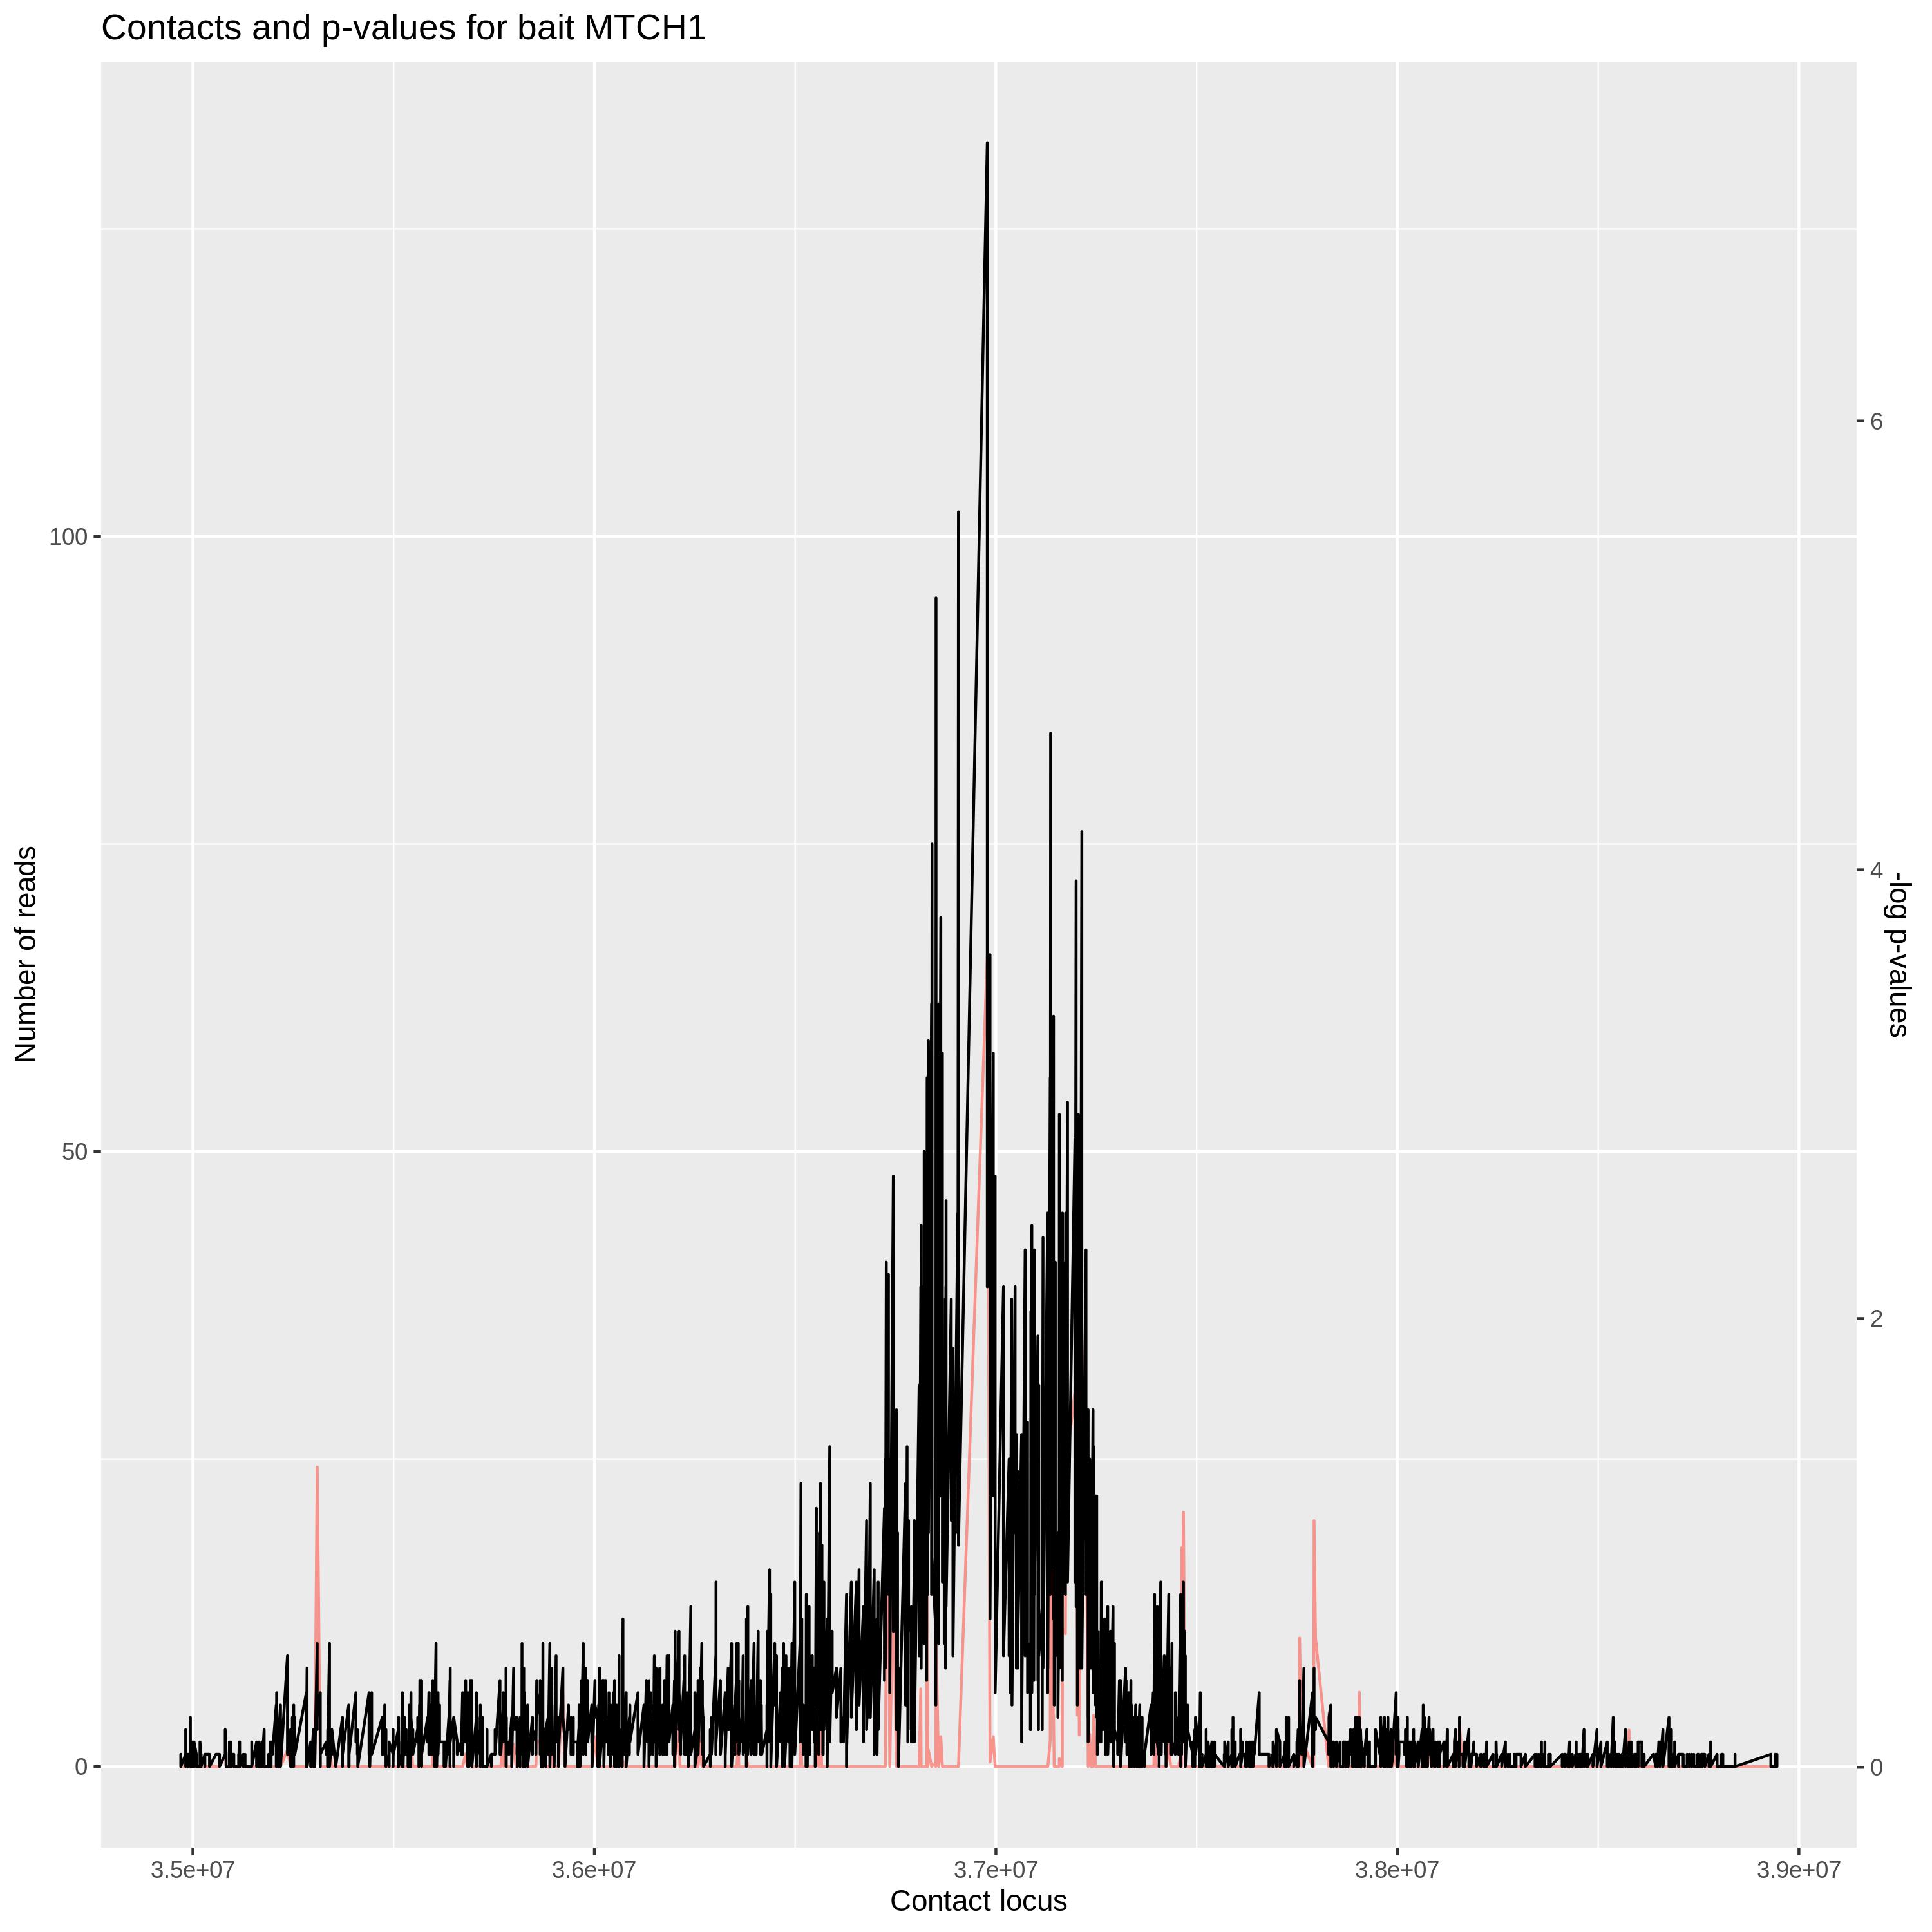 Contacts and p-values for bait MTCH1
Number of reads
100
50
0
6
4
2
0
-log p-values
3.5e+07
3.6e+07
3.7e+07
3.8e+07
3.9e+07
Contact locus